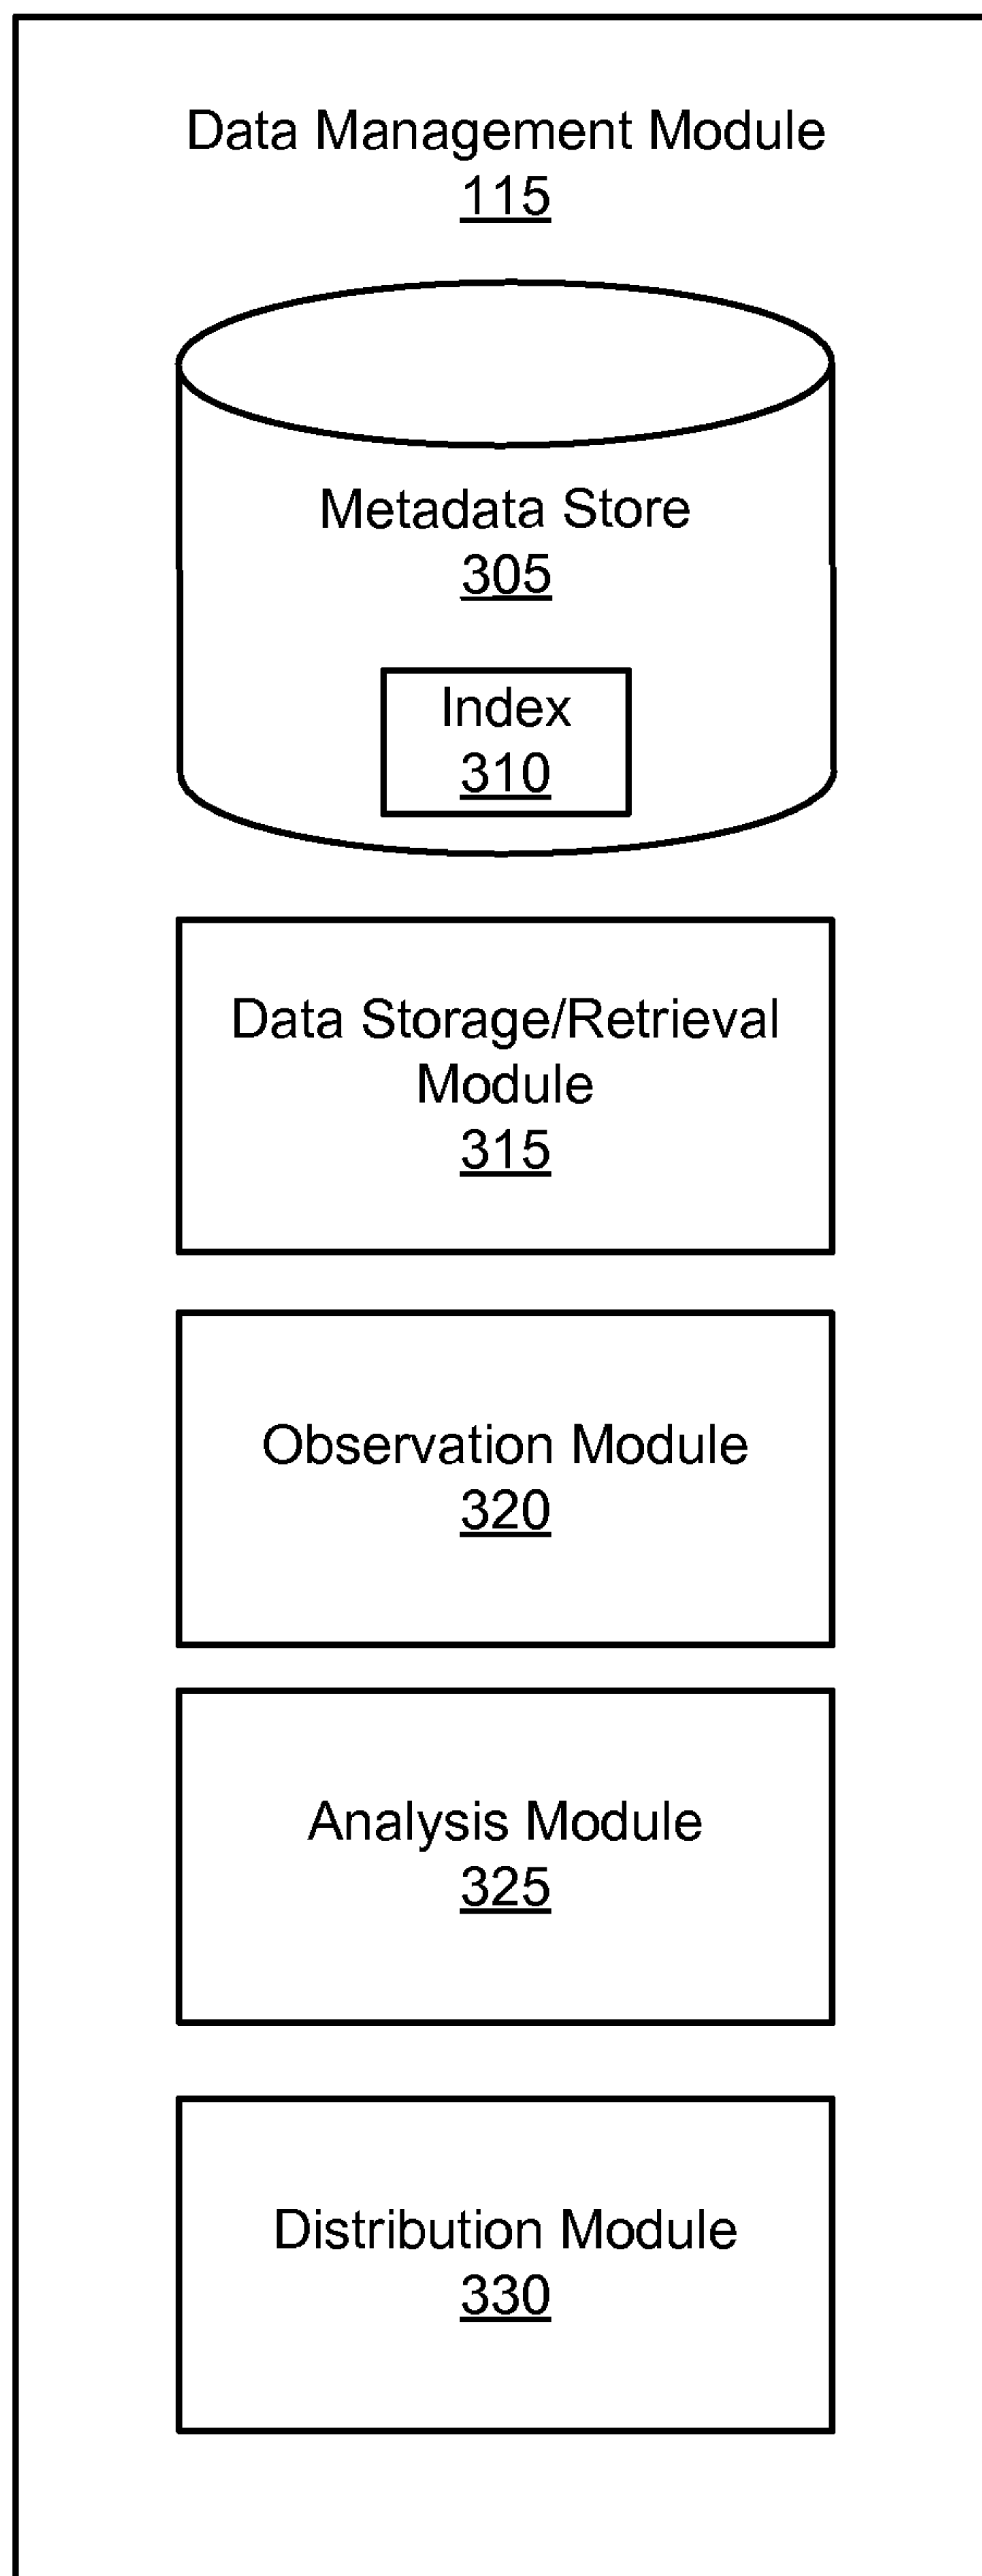 Data Management Module
115
Metadata Store
305
Index
310
Data Storage/Retrieval
Module
315
Observation Module
320
Analysis Module
325
Distribution Module
330